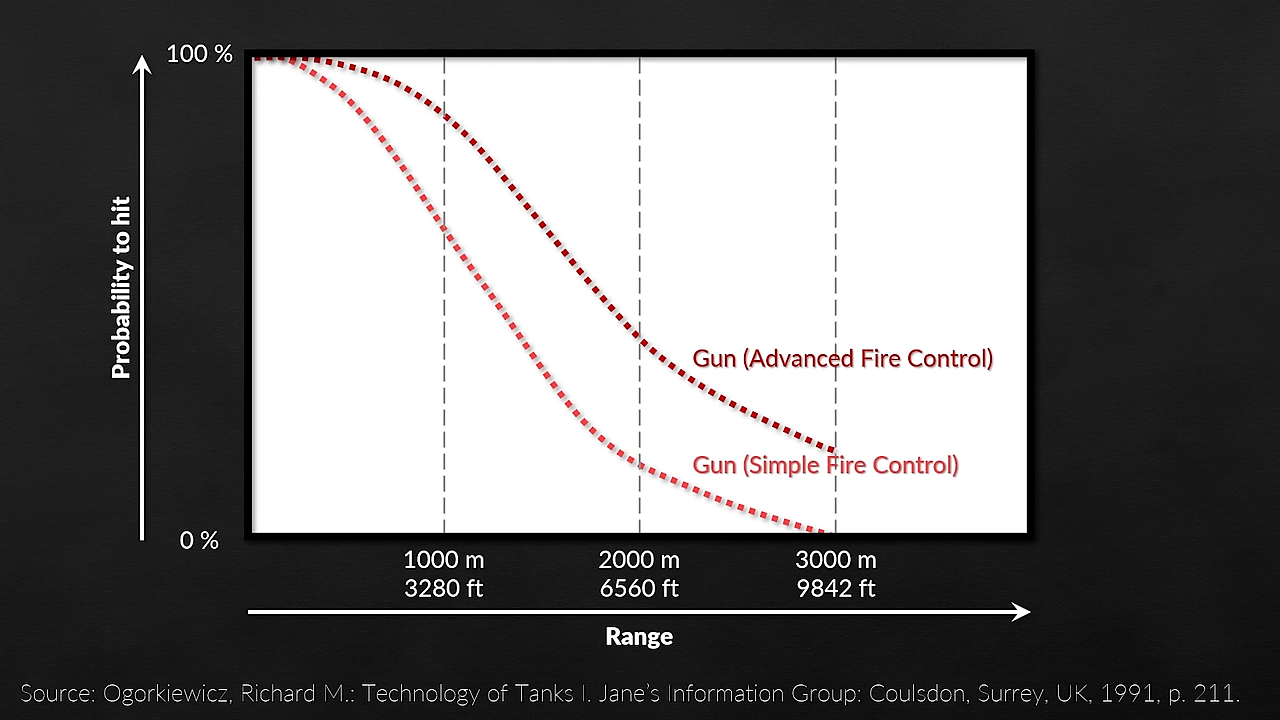 100 %
Probability to hit
Gun (Advanced Fire Control)
Gun (Simple Fire Control)
0 %
1000 m
3280 ft
2000 m
6560 ft
3000 m
9842 ft
Range
Source: Ogorkiewicz, Richard M.: Technology of Tanks I. Jane's Information Group: Coulsdon, Surrey, UK, 1991, p. 211.